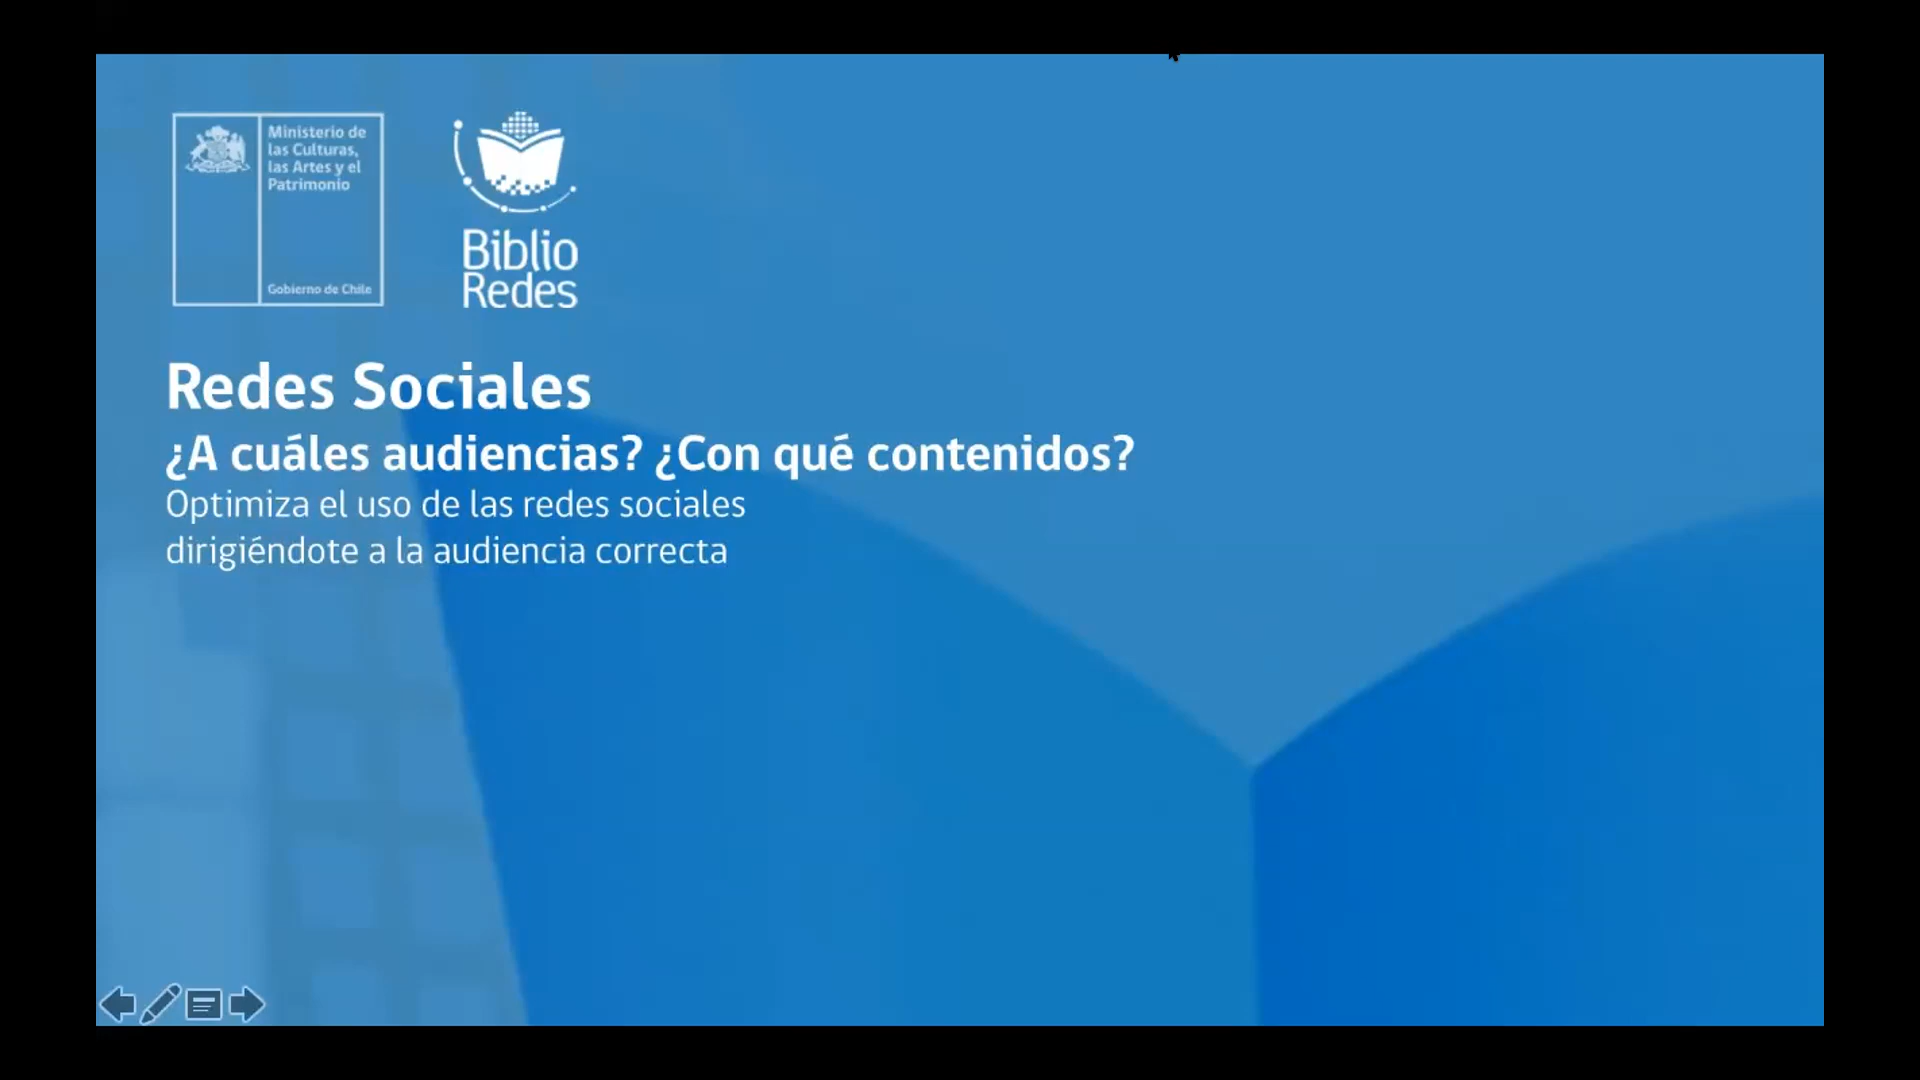 Ministerio de
las Culturas,
las Artes y el
Patrimonio
Gobierno de Chile
Biblio
Redes
Redes Sociales
¿A cuáles audiencias? ¿Con qué contenidos?
Optimiza el uso de las redes sociales
dirigiéndote a la audiencia correcta